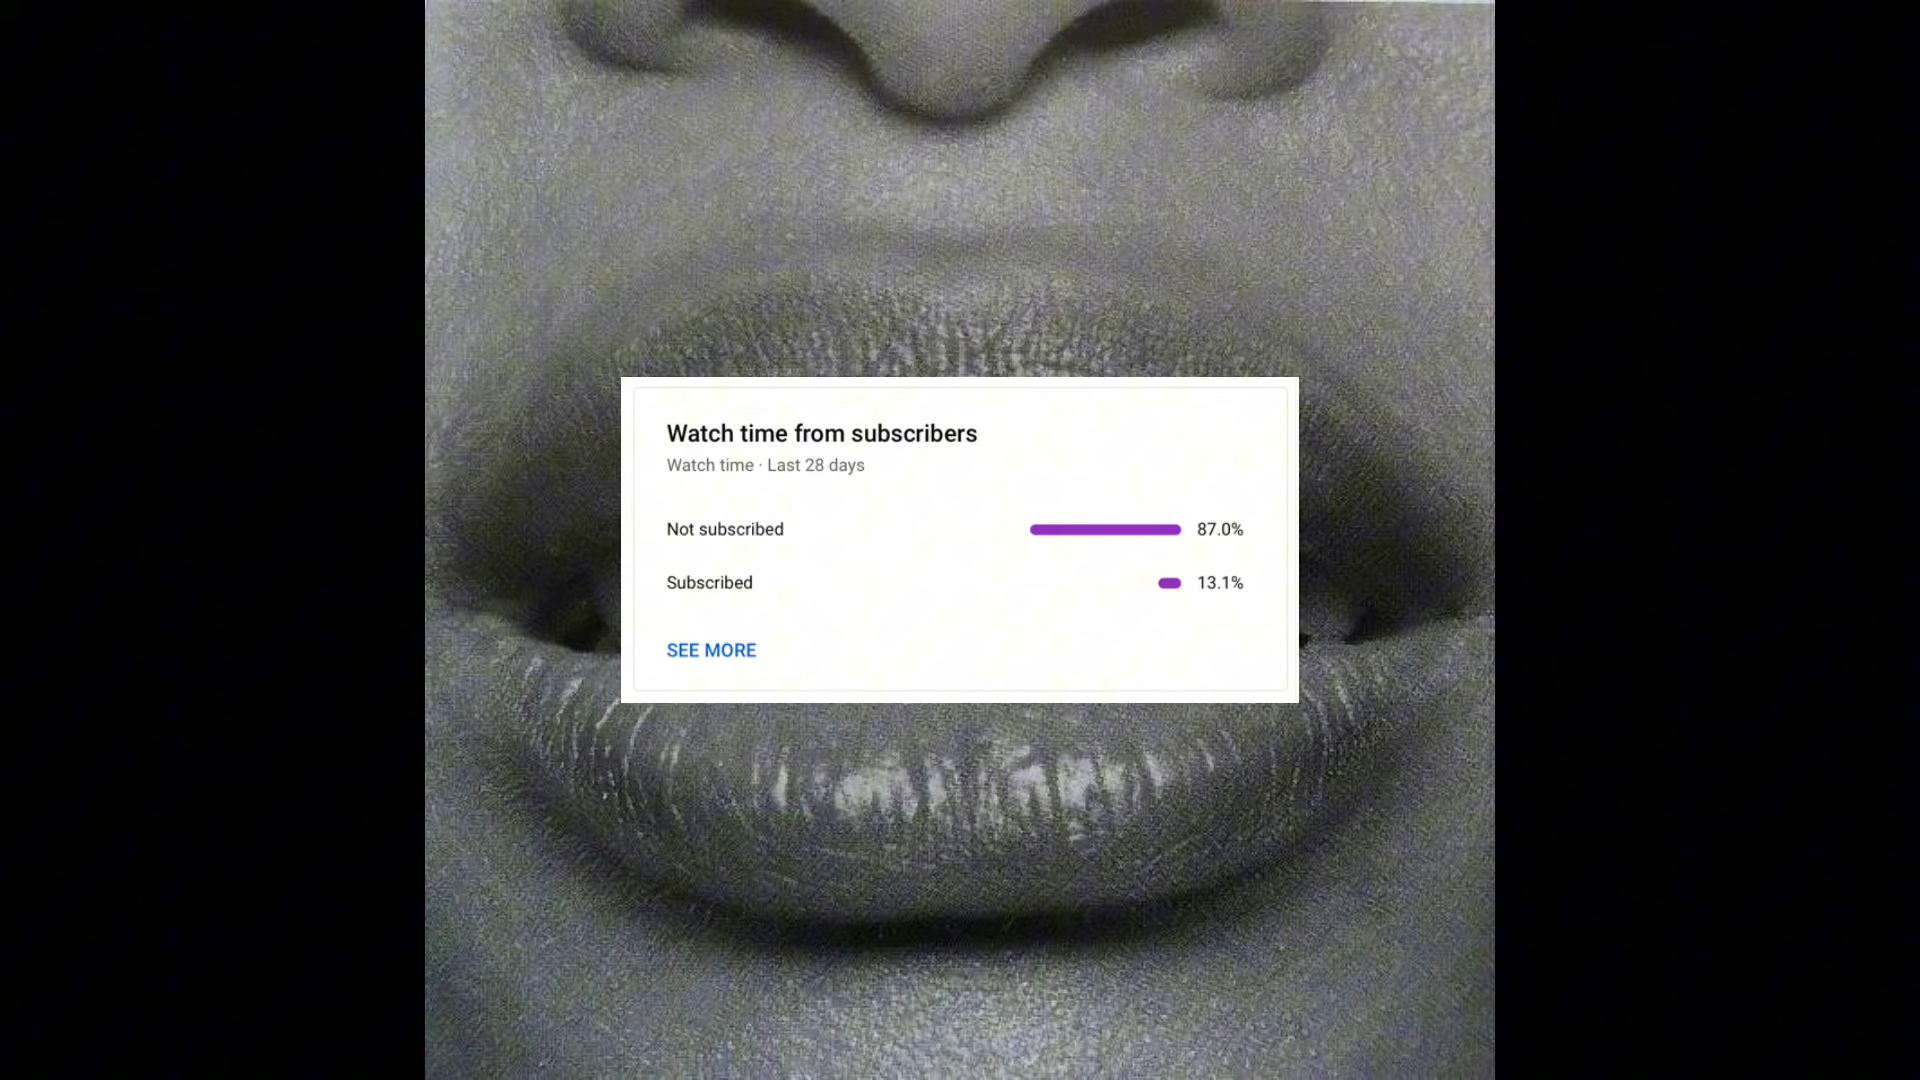 Watch time from subscribers
Watch time · Last 28 days
Not subscribed 87.0%
Subscribed 13.1%
SEE MORE